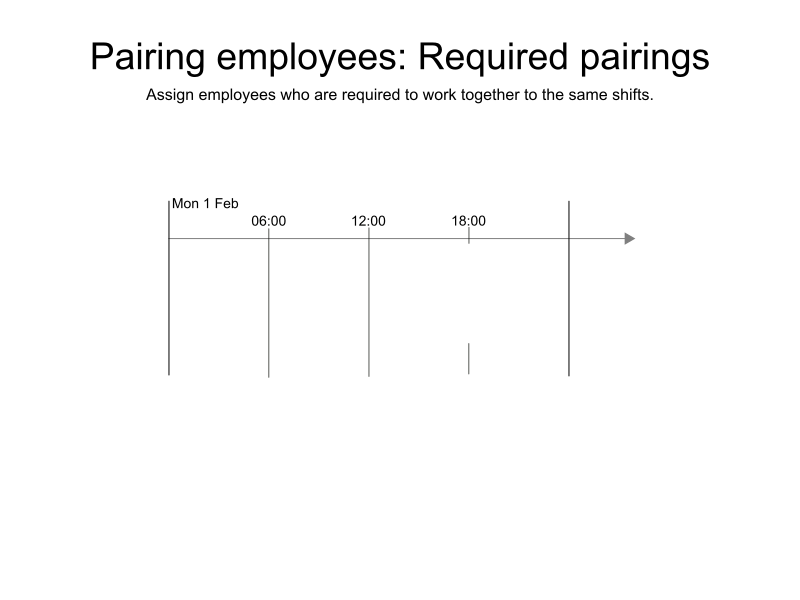 Pairing employees: Required pairings
Assign employees who are required to work together to the same shifts.
Mon 1 Feb
06:00 12:00 18:00